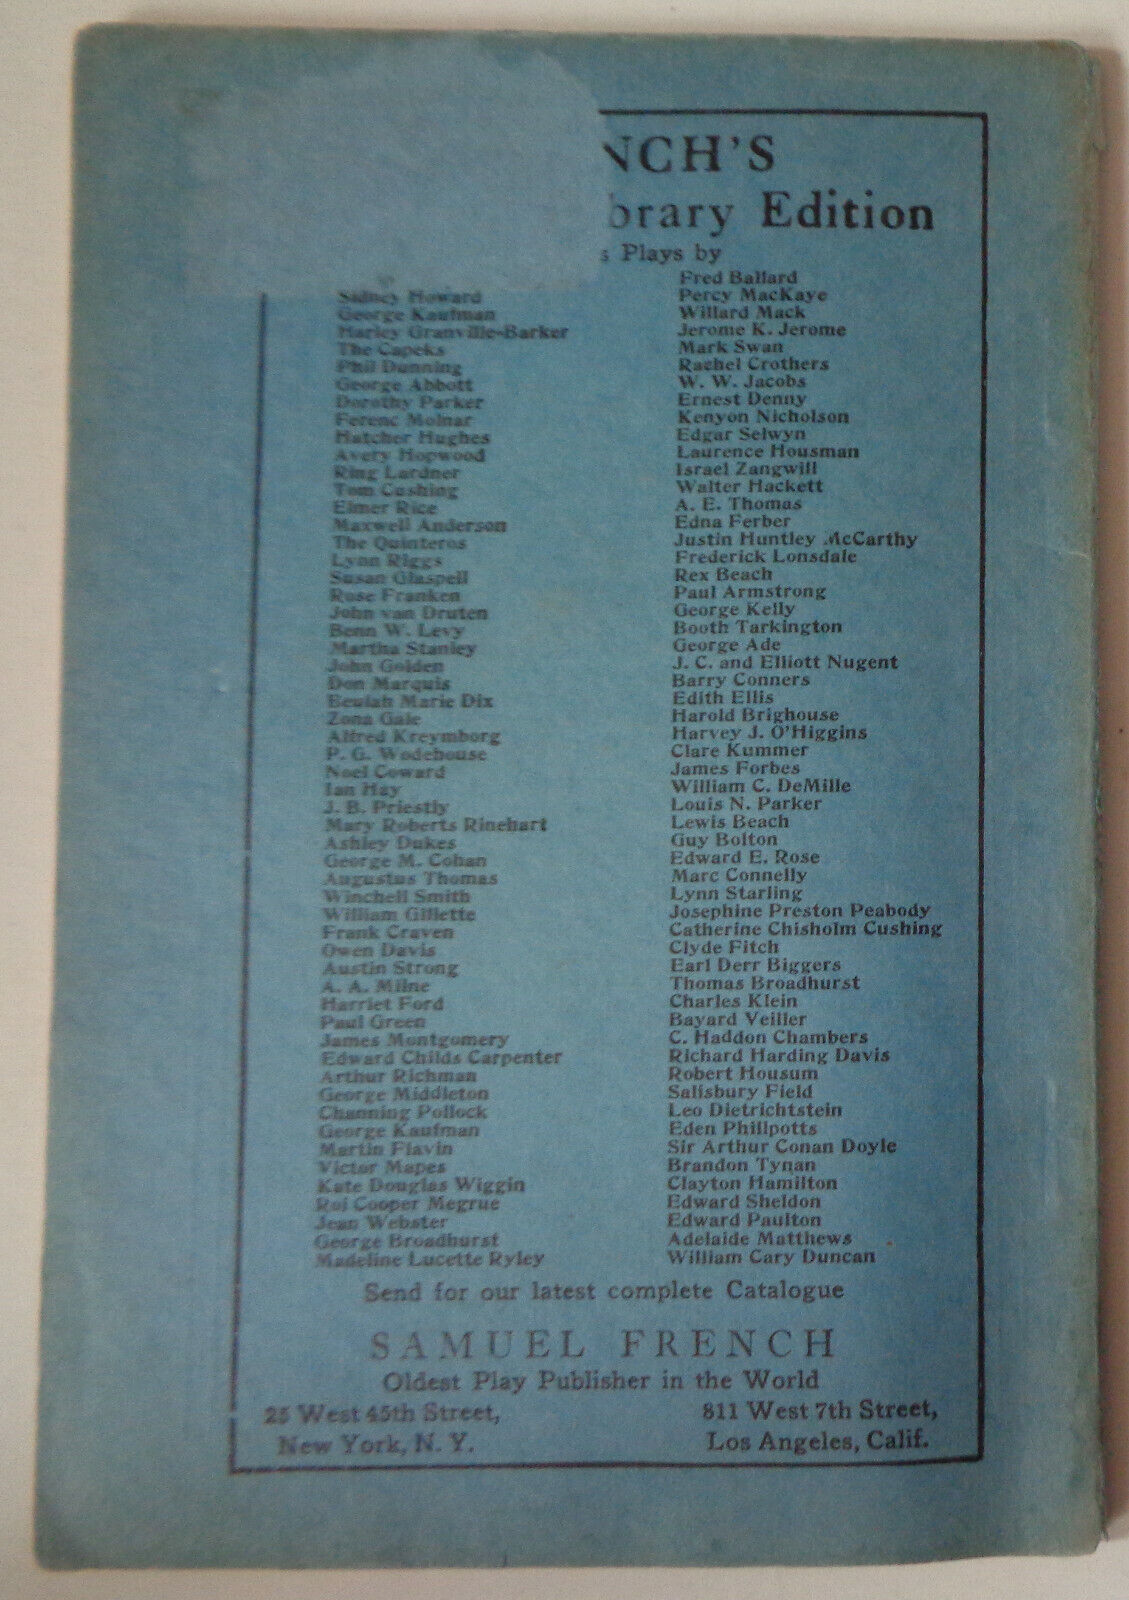 NCH'S
brary Edition
s Plays by
Sidney Howard
George Kaufman
Harley Granville-Barker
The Capeks
Phil Dunning
George Abbott
Dorothy Parker
Ferenc Molnar
Hatcher Hughes
Avery Hopwood
Ring Lardner
Tom Cushing
Elmer Rice
Maxwell Anderson
The Quinteros
Lynn Riggs
Susan Glaspell
Rose Franken
John van Druten
Benn W. Levy
Martha Stanley
John Golden
Don Marquis
Beulah Marie Dix
Zona Gale
Alfred Kreymborg
P. G. Wodehouse
Noel Coward
Ian Hay
J. B. Priestly
Mary Roberts Rinehart
Ashley Dukes
George M. Cohan
Augustus Thomas
Winchell Smith
William Gillette
Frank Craven
Owen Davis
Austin Strong
A. A. Milne
Harriet Ford
Paul Green
James Montgomery
Edward Childs Carpenter
Arthur Richman
George Middleton
Channing Pollock
George Kaufman
Martin Flavin
Victor Mapes
Kate Douglas Wiggin
Roi Cooper Megrue
Jean Webster
George Broadhurst
Madeline Lucette Ryley
Fred Ballard
Percy MacKaye
Willard Mack
Jerome K. Jerome
Mark Swan
Rachel Crothers
W. W. Jacobs
Ernest Denny
Kenyon Nicholson
Edgar Selwyn
Laurence Housman
Israel Zangwill
Walter Hackett
A. E. Thomas
Edna Ferber
Justin Huntley McCarthy
Frederick Lonsdale
Rex Beach
Paul Armstrong
George Kelly
Booth Tarkington
George Ade
J. C. and Elliott Nugent
Barry Conners
Edith Ellis
Harold Brighouse
Harvey J. O'Higgins
Clare Kummer
James Forbes
William C. DeMille
Louis N. Parker
Lewis Beach
Guy Bolton
Edward E. Rose
Marc Connelly
Lynn Starling
Josephine Preston Peabody
Catherine Chisholm Cushing
Clyde Fitch
Earl Derr Biggers
Thomas Broadhurst
Charles Klein
Bayard Veiller
C. Haddon Chambers
Richard Harding Davis
Robert Housum
Salisbury Field
Leo Dietrichtstein
Eden Phillpotts
Sir Arthur Conan Doyle
Brandon Tynan
Clayton Hamilton
Edward Sheldon
Edward Paulton
Adelaide Matthews
William Cary Duncan
Send for our latest complete Catalogue
SAMUEL FRENCH
Oldest Play Publisher in the World
25 West 45th Street,
New York, N. Y.
811 West 7th Street,
Los Angeles, Calif.